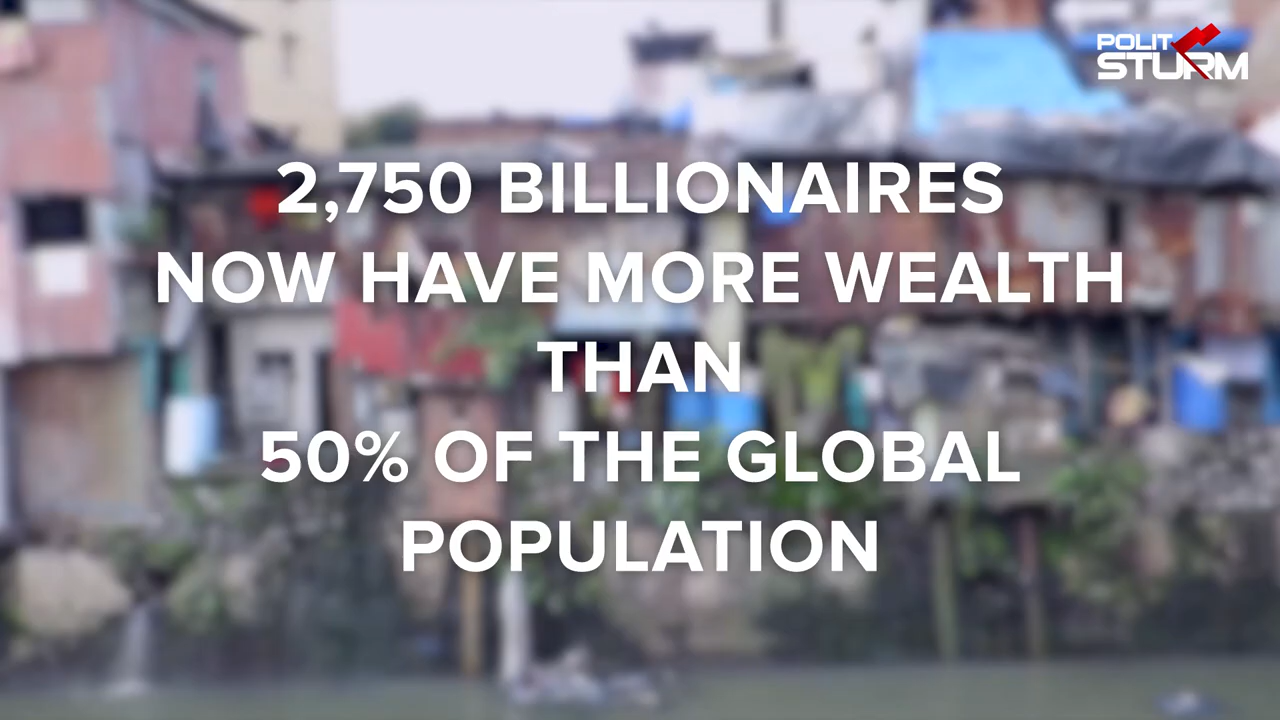 POLIT
STURM
2,750 BILLIONAIRES
NOW HAVE MORE WEALTH
THAN
50% OF THE GLOBAL
POPULATION